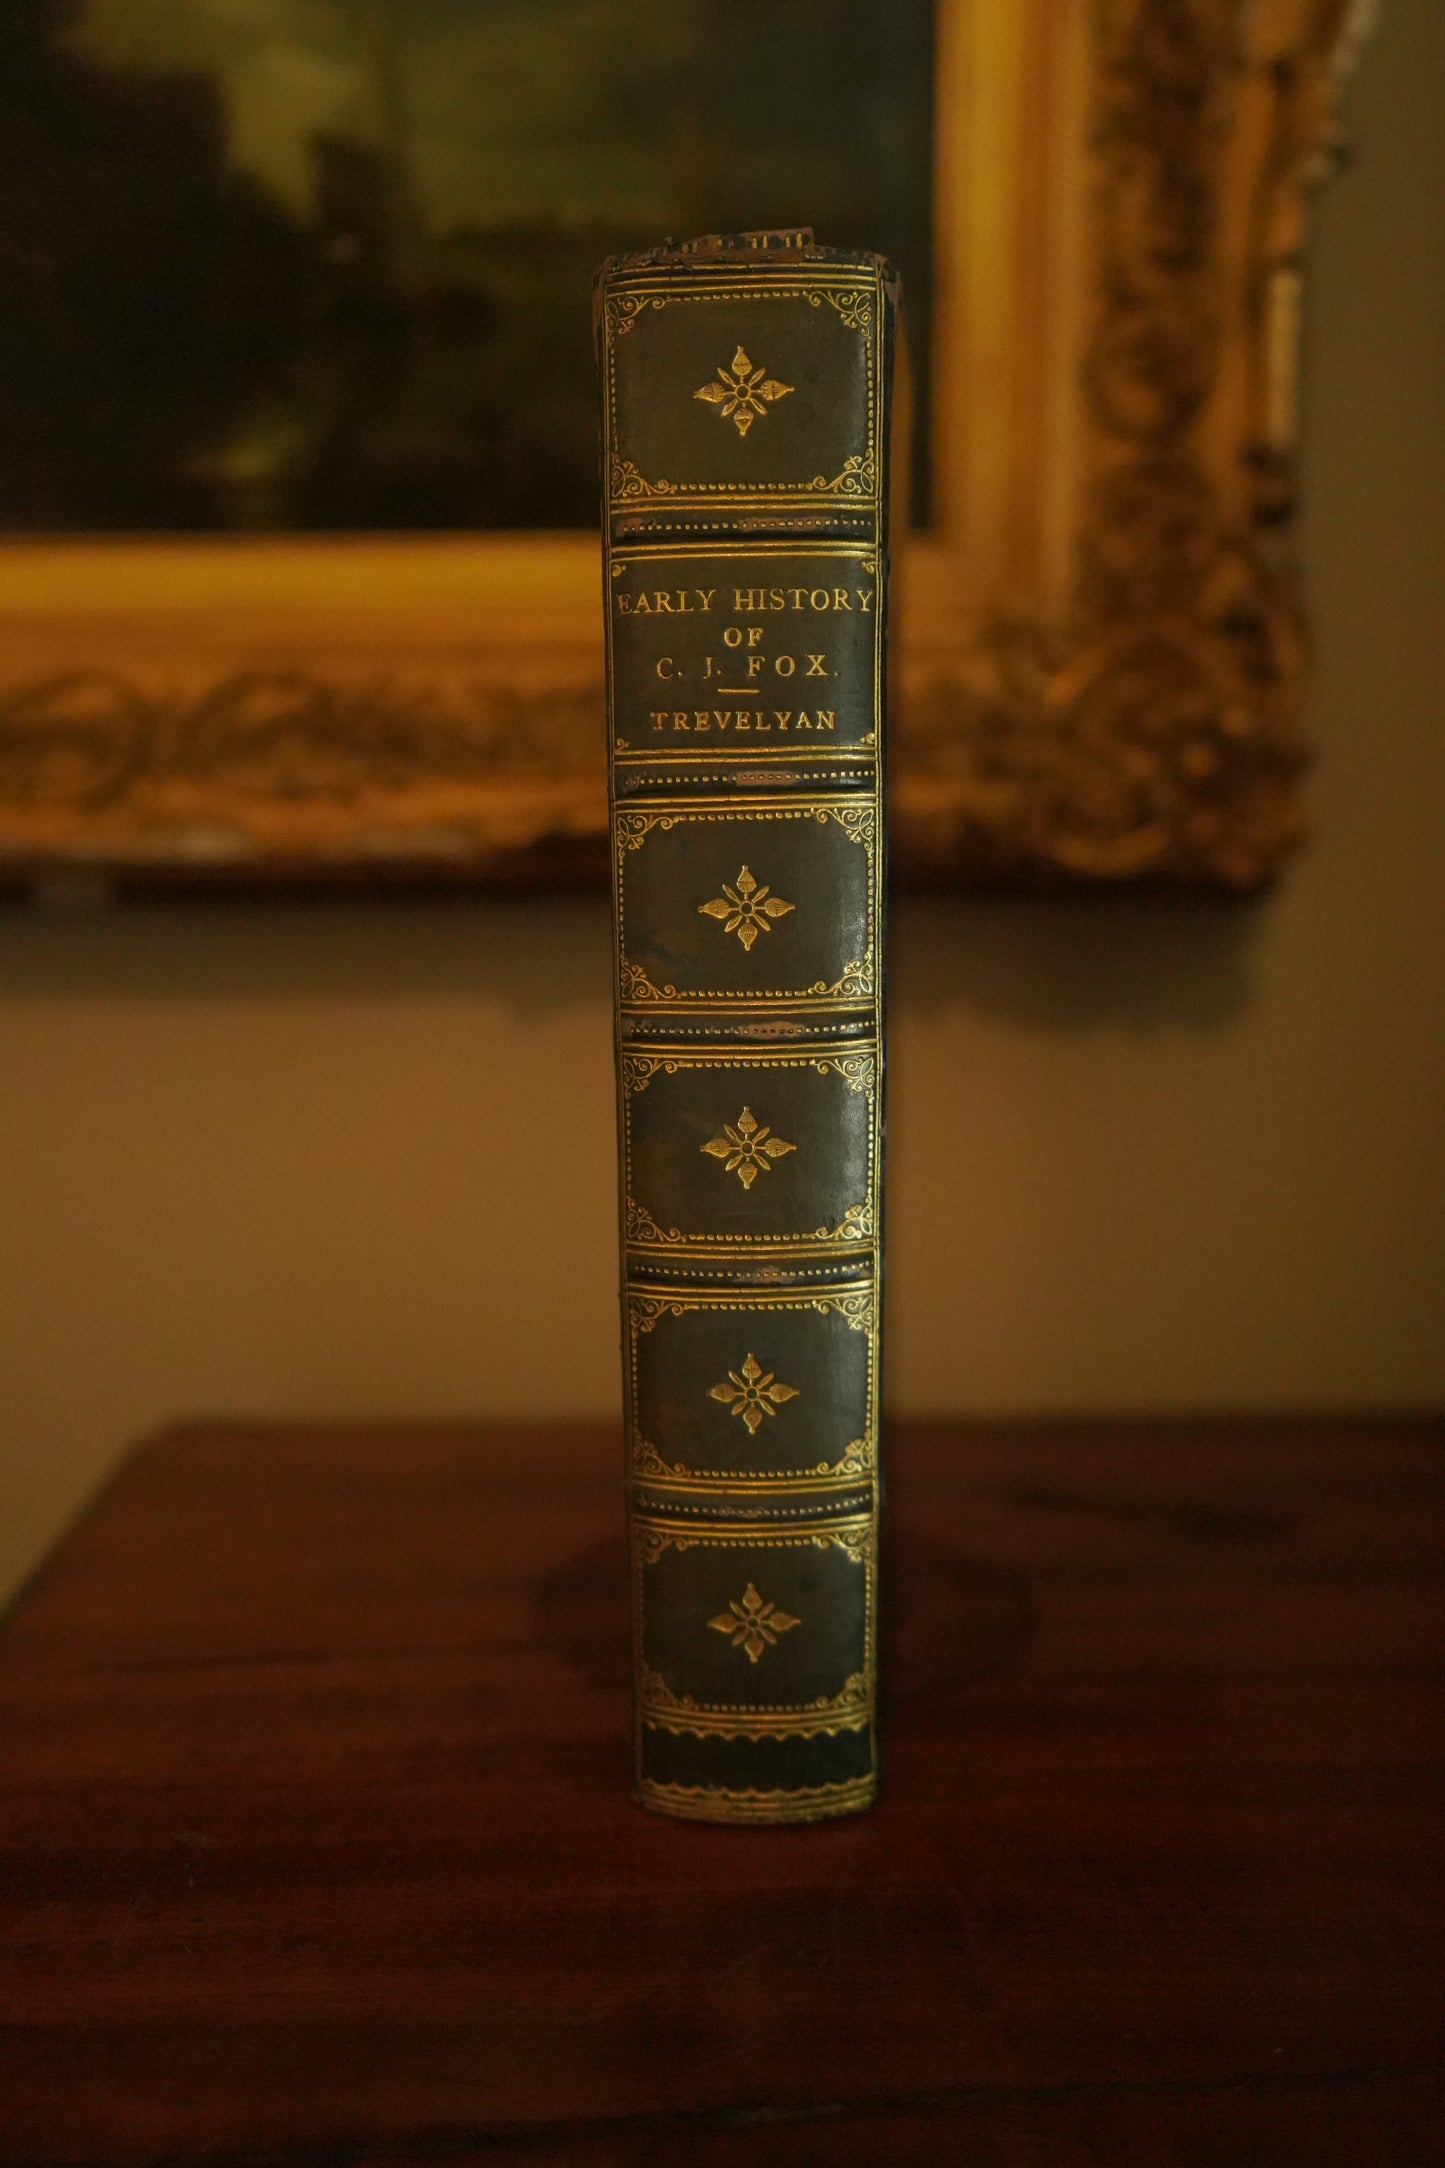 EARLY HISTORY
OF
C. J. FOX.
TREVELYAN